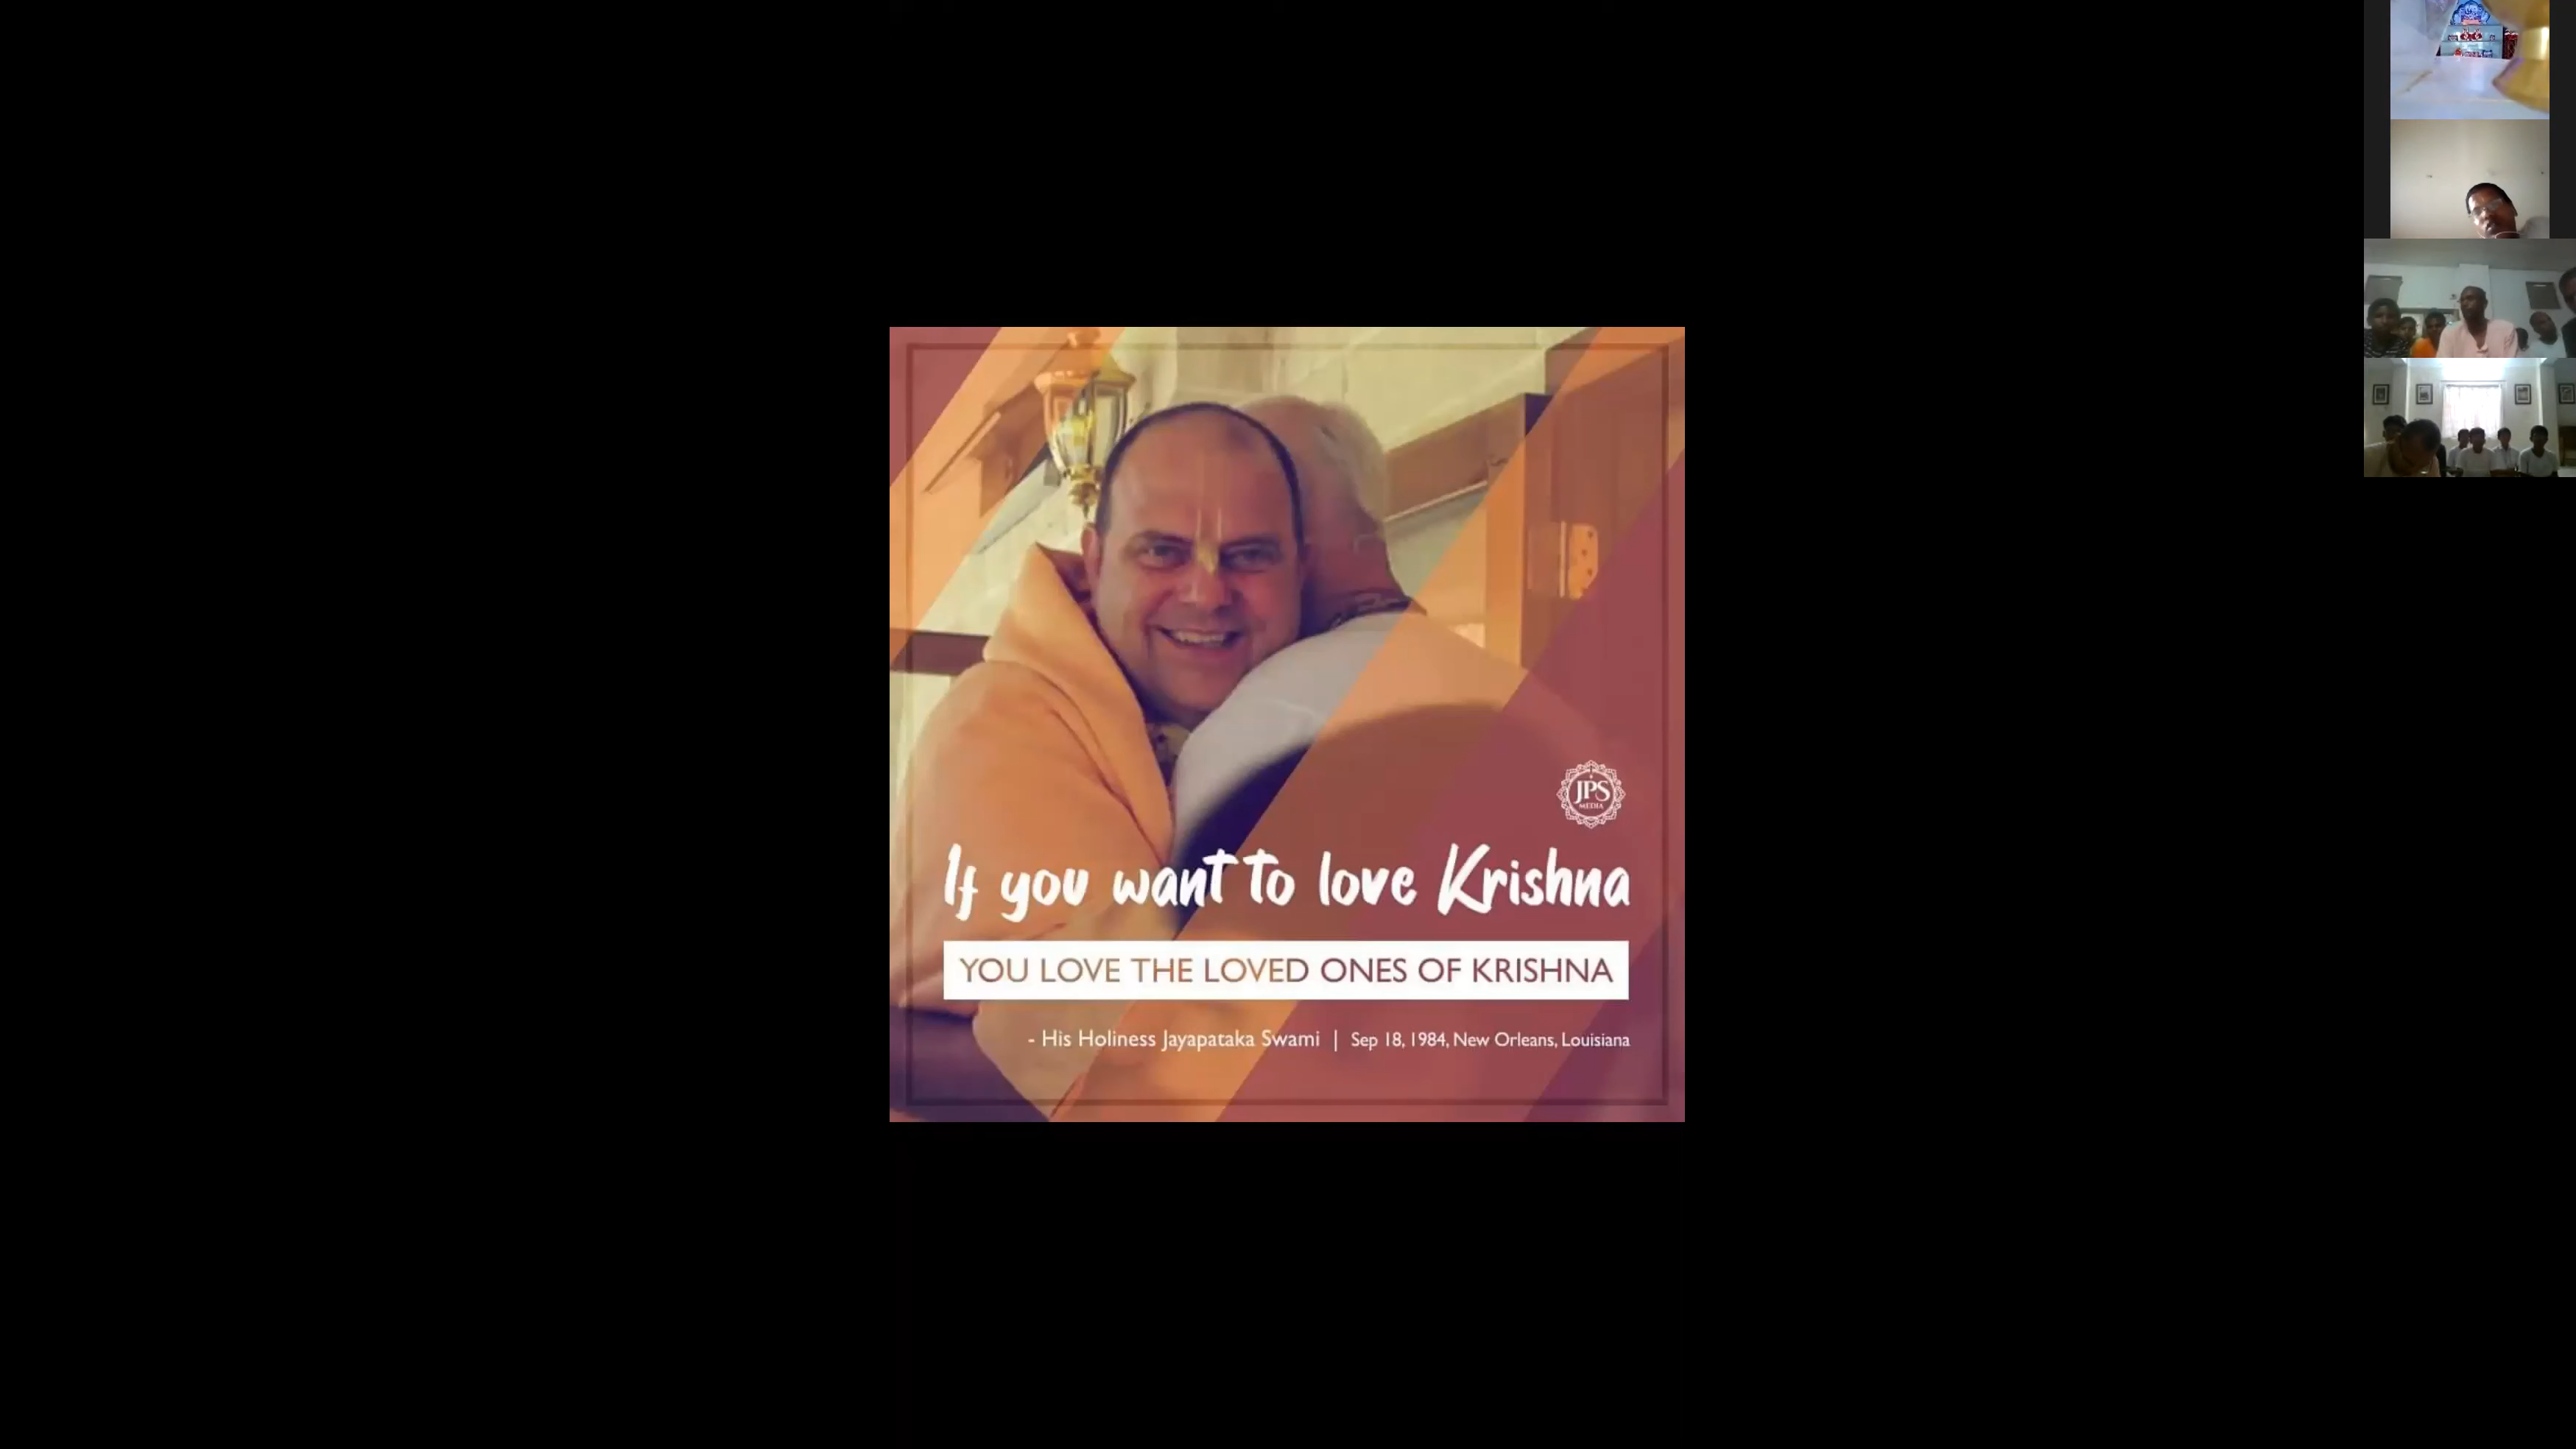 JPS
MEDIA
If you want to love Krishna
YOU LOVE THE LOVED ONES OF KRISHNA
- His Holiness Jayapataka Swami | Sep 18, 1984, New Orleans, Louisiana